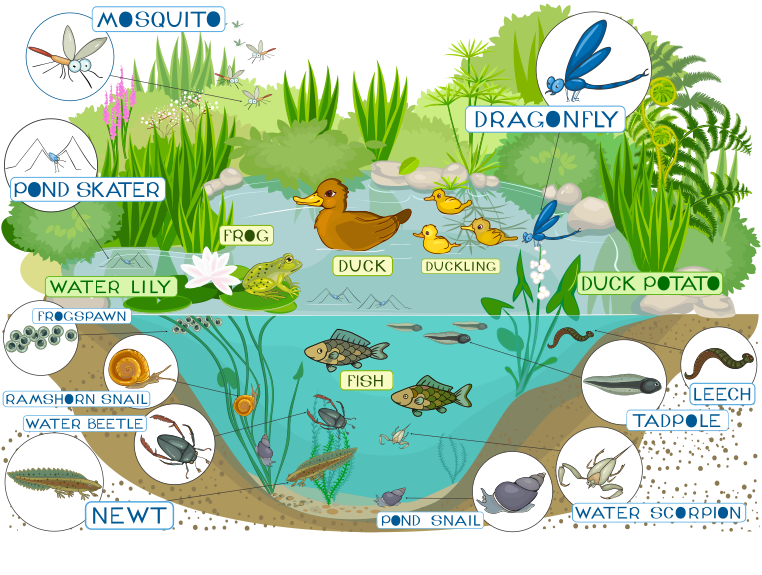 MOSQUITO
DRAGONFLY
POND SKATER
FROG
DUCK
DUCKLING
WATER LILY
DUCK POTATO
FROGSPAWN
FISH
RAMSHORN SNAIL
LEECH
WATER BEETLE
TADPOLE
NEWT
POND SNAIL
WATER SCORPION